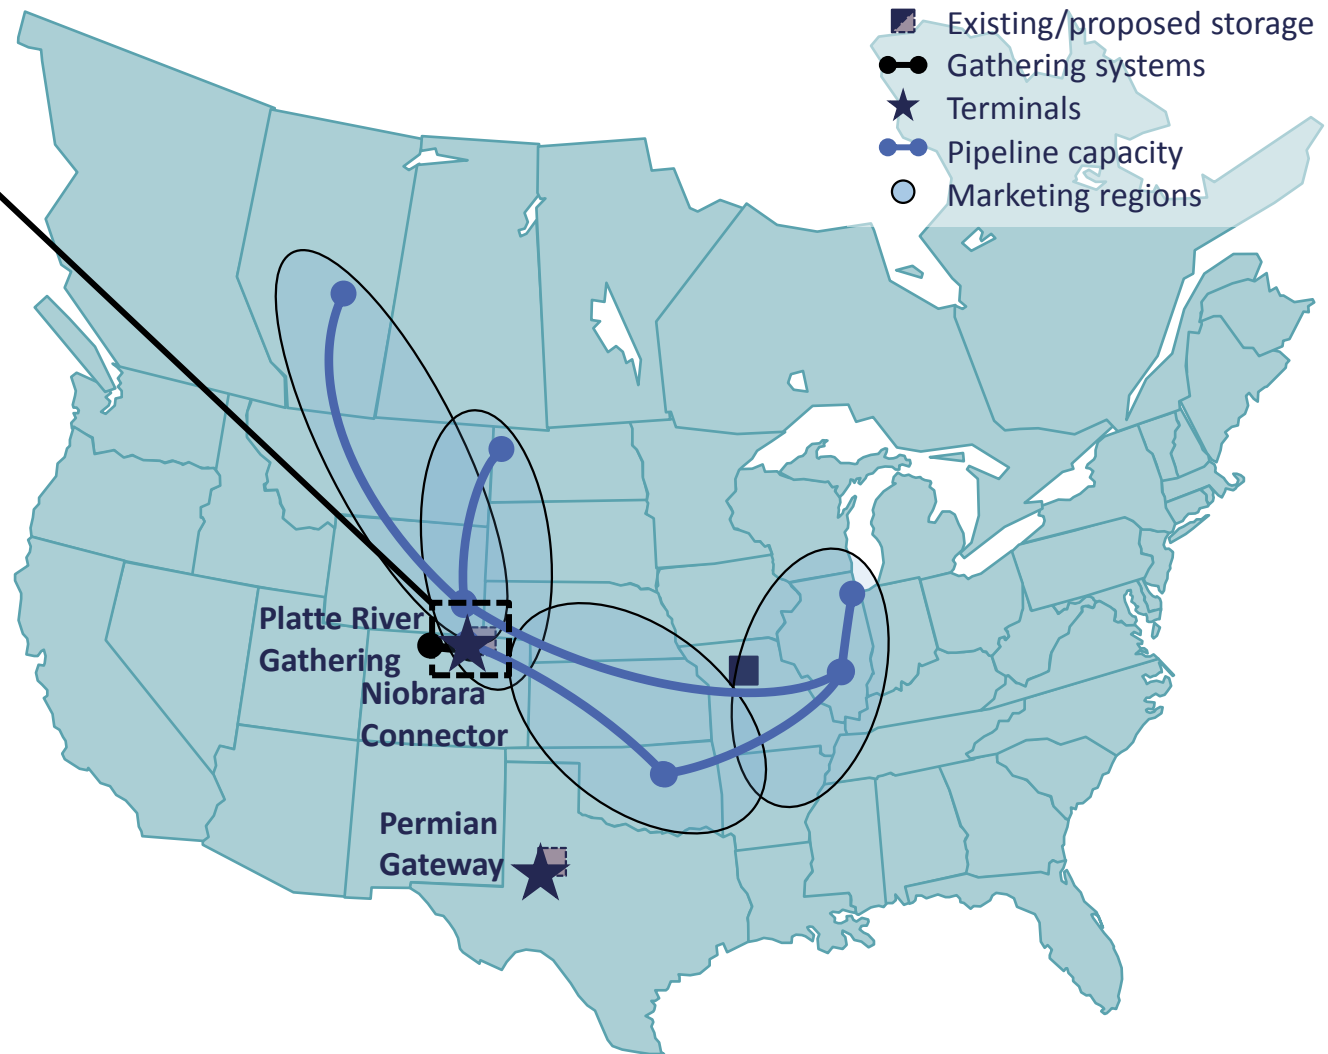 Existing/proposed storage
Gathering systems
Terminals
Pipeline capacity
Marketing regions
Platte River
Gathering
Niobrara
Connector
Permian
Gateway